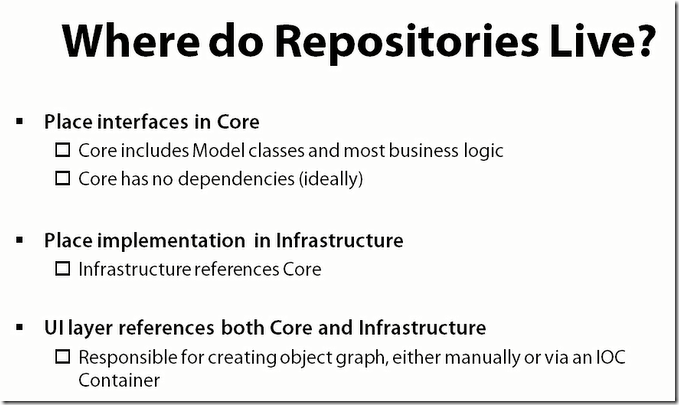 Where do Repositories Live?
▪ Place interfaces in Core
□ Core includes Model classes and most business logic
□ Core has no dependencies (ideally)
▪ Place implementation in Infrastructure
□ Infrastructure references Core
▪ UI layer references both Core and Infrastructure
□ Responsible for creating object graph, either manually or via an IOC
Container